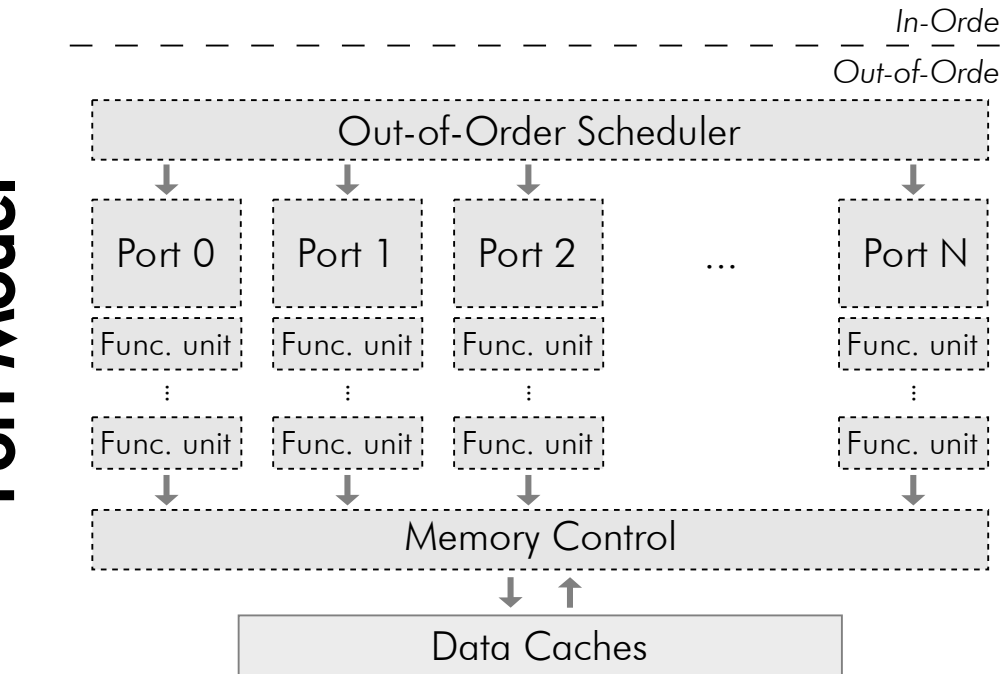 In-Orde
Out-of-Orde
Out-of-Order Scheduler
Port 0 Port 1 Port 2 ... Port N
Func. unit Func. unit Func. unit Func. unit
Func. unit Func. unit Func. unit Func. unit
Memory Control
Data Caches